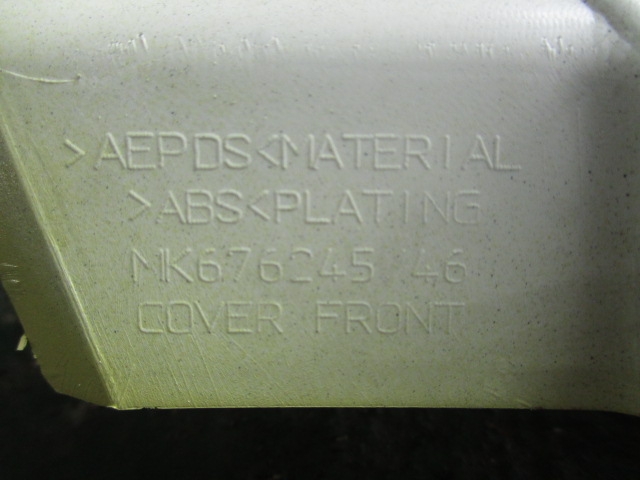 >AEPDS<MATERIAL
>ABS<PLATING
MK676245 46
COVER FRONT